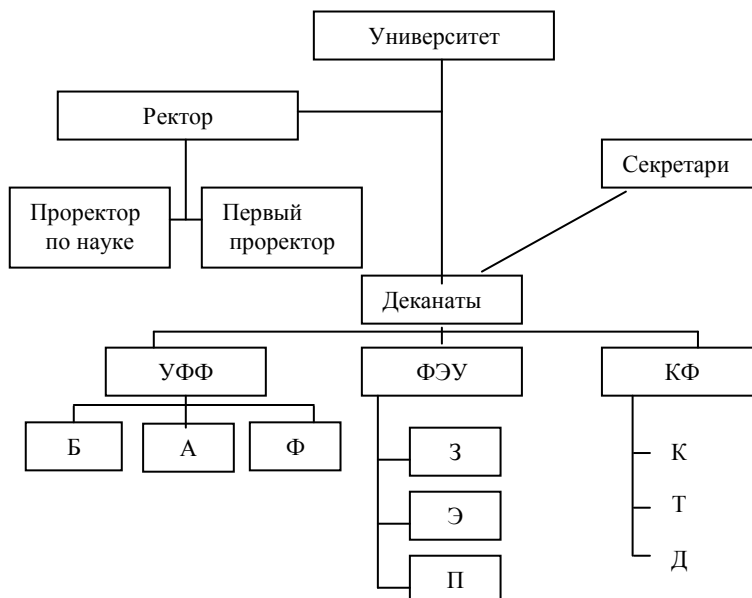 Университет
Ректор
Секретари
Проректор
по науке
Первый
проректор
Деканаты
УФФ
ФЭУ
КФ
Б
А
Ф
З
К
Э
Т
П
Д